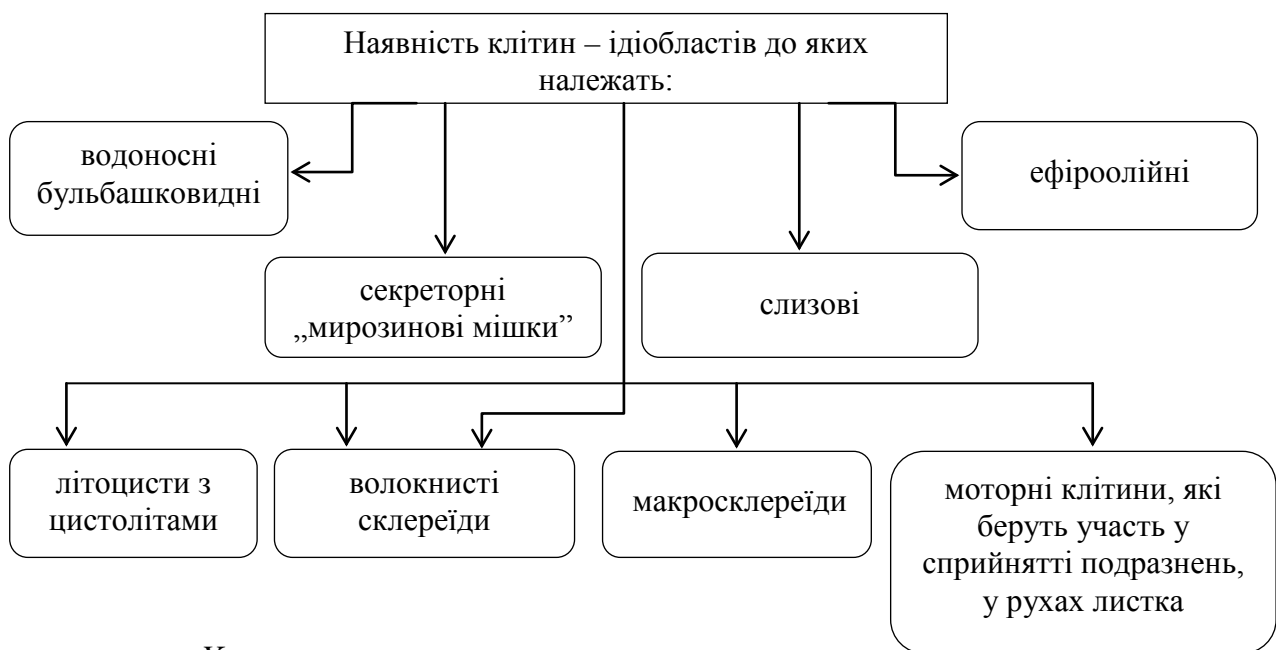 Наявність клітин – ідіобластів до яких
належать:
водоносні
бульбашковидні
ефіроолійні
секреторні
„мирозинові мішки”
слизові
літоцисти з
цистолітами
волокнисті
склереїди
макросклереїди
моторні клітини, які
беруть участь у
сприйнятті подразнень,
у рухах листка